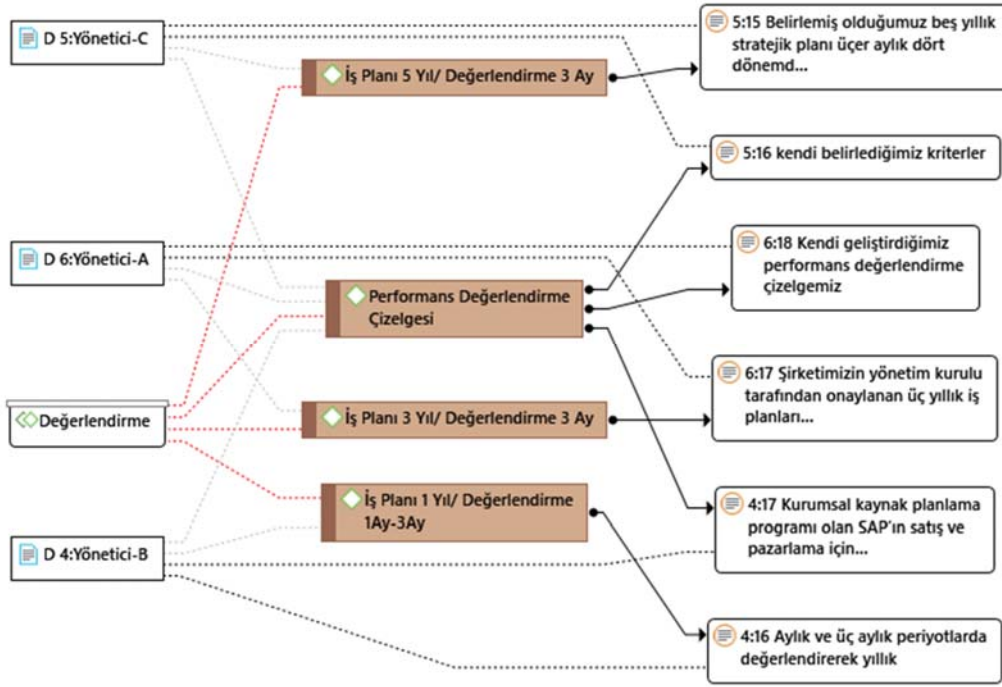 D 5:Yönetici-C
D 6:Yönetici-A
Değerlendirme
D 4:Yönetici-B
İş Planı 5 Yıl/ Değerlendirme 3 Ay
Performans Değerlendirme
Çizelgesi
İş Planı 3 Yıl/ Değerlendirme 3 Ay
İş Planı 1 Yıl/ Değerlendirme
1Ay-3Ay
5:15 Belirlemiş olduğumuz beş yıllık
stratejik planı üçer aylık dört
dönemd...
5:16 kendi belirlediğimiz kriterler
6:18 Kendi geliştirdiğimiz
performans değerlendirme
çizelgemiz
6:17 Şirketimizin yönetim kurulu
tarafından onaylanan üç yıllık iş
planları...
4:17 Kurumsal kaynak planlama
programı olan SAP'ın satış ve
pazarlama için...
4:16 Aylık ve üç aylık periyotlarda
değerlendirerek yıllık